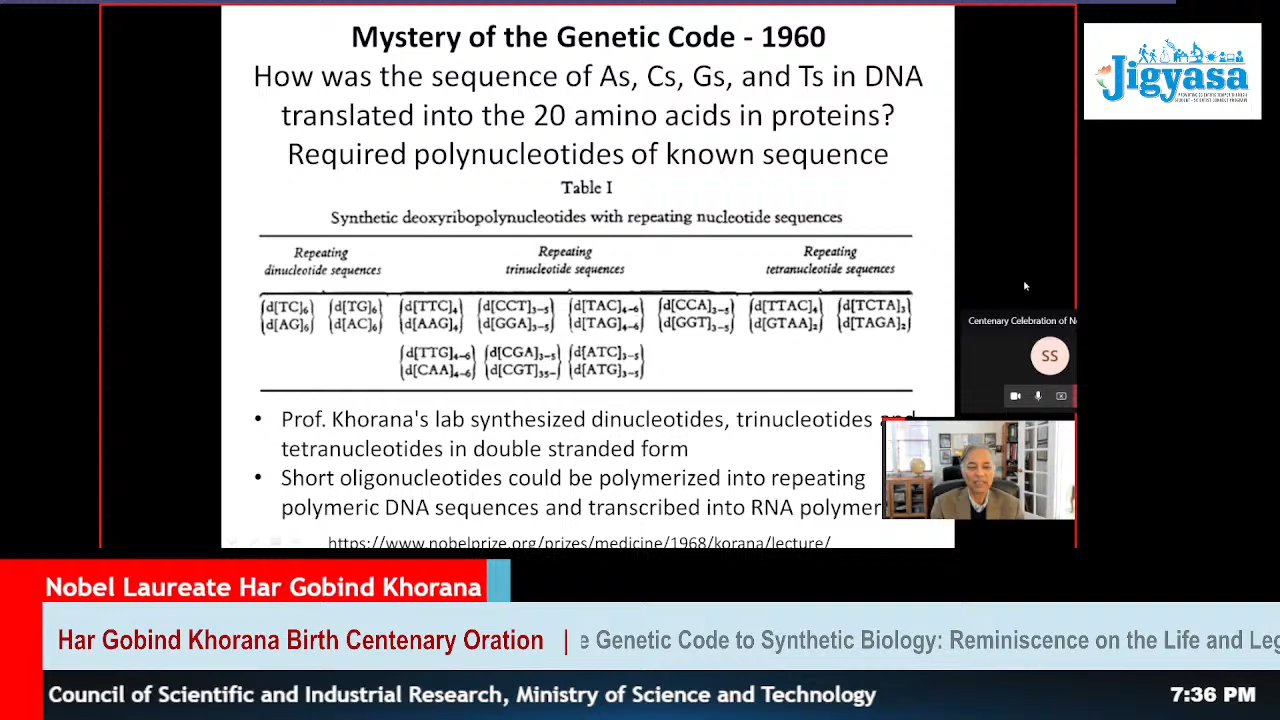 Mystery of the Genetic Code - 1960
How was the sequence of As, Cs, Gs, and Ts in DNA
translated into the 20 amino acids in proteins?
Required polynucleotides of known sequence
Table I
Synthetic deoxyribopolynucleotides with repeating nucleotide sequences
Repeating dinucleotide sequences
Repeating trinucleotide sequences
Repeating tetranucleotide sequences
d[TC]6 d[TG]6 d[TTC]4 d[CCT]3-5 d[TAC]4-6 d[CCA]3-5 d[TTAC]4 d[TCTA]3
d[AG]6 d[AC]6 d[AAG]4 d[GGA]3-5 d[TAG]4-6 d[GGT]3-5 d[GTAA]2 d[TAGA]2
d[TTG]4-6 d[CGA]3-5 d[ATC]3-5
d[CAA]4-6 d[CGT]35- d[ATG]3-5
• Prof. Khorana's lab synthesized dinucleotides, trinucleotides and
tetranucleotides in double stranded form
• Short oligonucleotides could be polymerized into repeating
polymeric DNA sequences and transcribed into RNA polymer
https://www.nobelprize.org/prizes/medicine/1968/korana/lecture/
Jigyasa
Centenary Celebration of N
SS
Nobel Laureate Har Gobind Khorana
Har Gobind Khorana Birth Centenary Oration | e Genetic Code to Synthetic Biology: Reminiscence on the Life and Leg
Council of Scientific and Industrial Research, Ministry of Science and Technology
7:36 PM